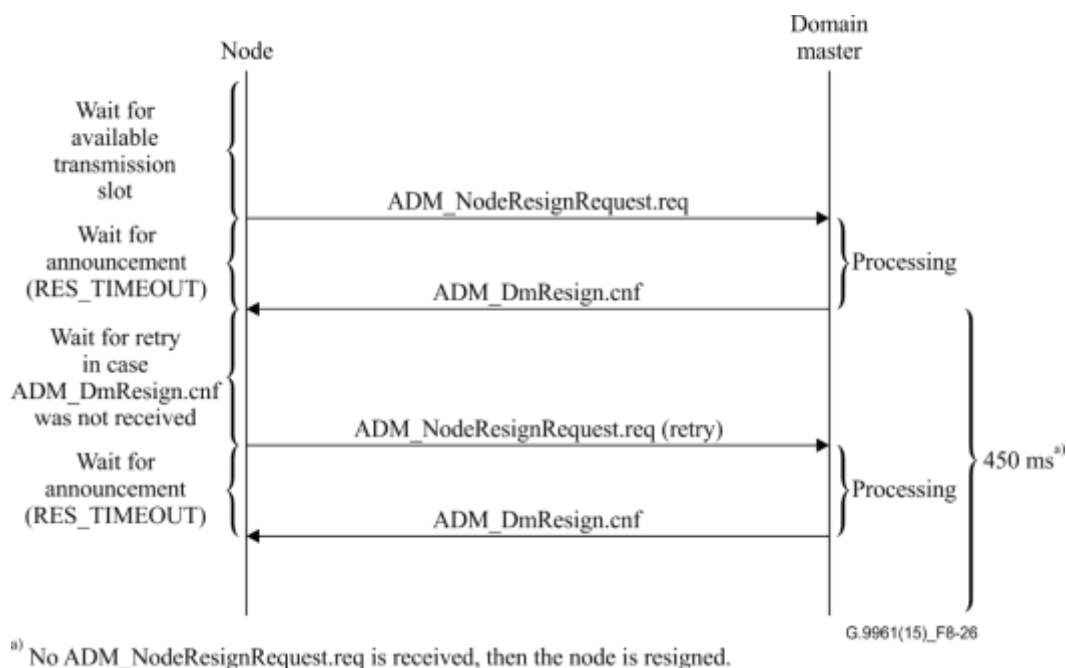 Node
Domain
master
Wait for
available
transmission
slot
ADM_NodeResignRequest.req
Wait for
announcement
(RES_TIMEOUT)
Processing
ADM_DmResign.cnf
Wait for retry
in case
ADM_DmResign.cnf
was not received
ADM_NodeResignRequest.req (retry)
450 ms a)
Wait for
announcement
(RES_TIMEOUT)
Processing
ADM_DmResign.cnf
G.9961(15)_F8-26
a) No ADM_NodeResignRequest.req is received, then the node is resigned.